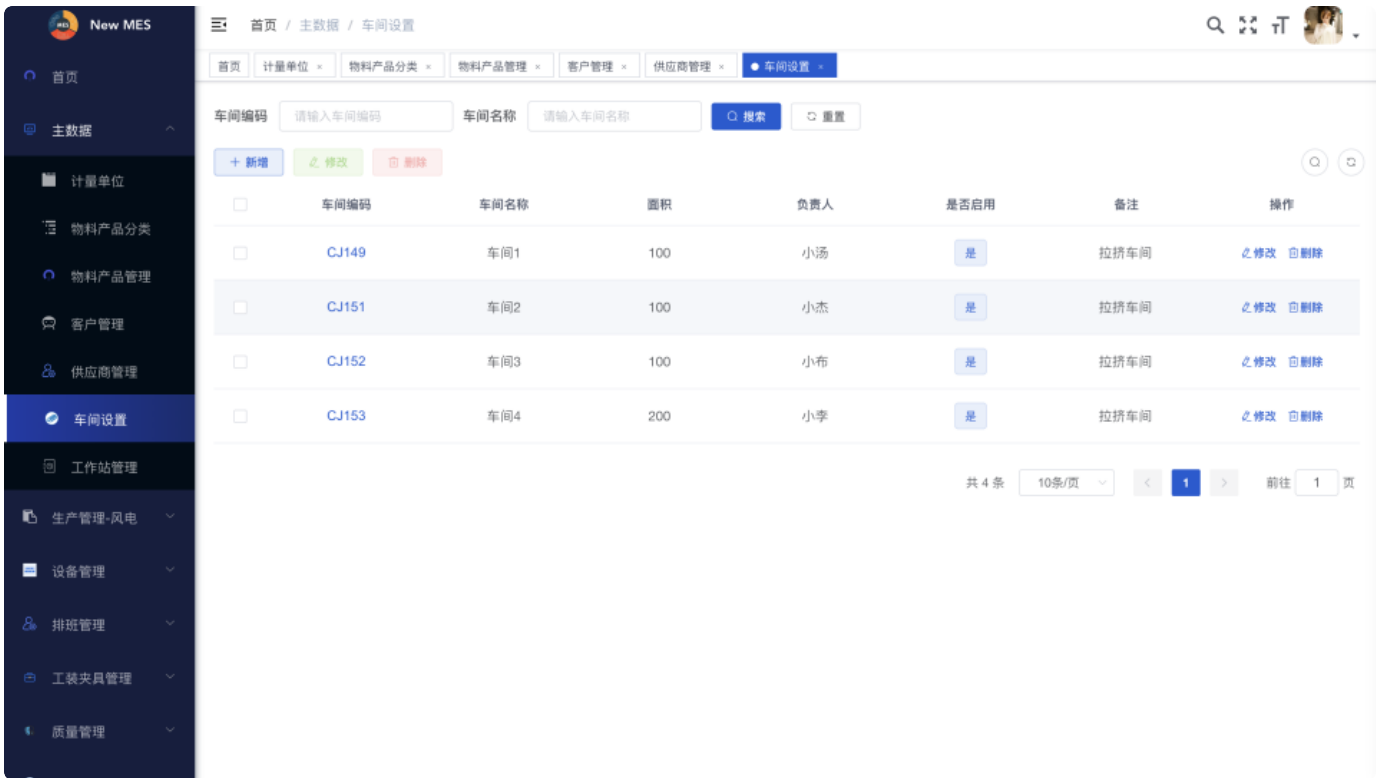 New MES
首页 / 主数据 / 车间设置
首页 计量单位 × 物料产品分类 × 物料产品管理 × 客户管理 × 供应商管理 × 车间设置 ×
首页
主数据
计量单位
物料产品分类
物料产品管理
客户管理
供应商管理
车间设置
工作站管理
生产管理-风电
设备管理
排班管理
工装夹具管理
质量管理
车间编码 请输入车间编码 车间名称 请输入车间名称 搜索 重置
+ 新增 修改 删除
车间编码 车间名称 面积 负责人 是否启用 备注 操作
CJ149 车间1 100 小汤 是 拉挤车间 修改 删除
CJ151 车间2 100 小杰 是 拉挤车间 修改 删除
CJ152 车间3 100 小布 是 拉挤车间 修改 删除
CJ153 车间4 200 小李 是 拉挤车间 修改 删除
共 4 条 10条/页 < 1 > 前往 1 页